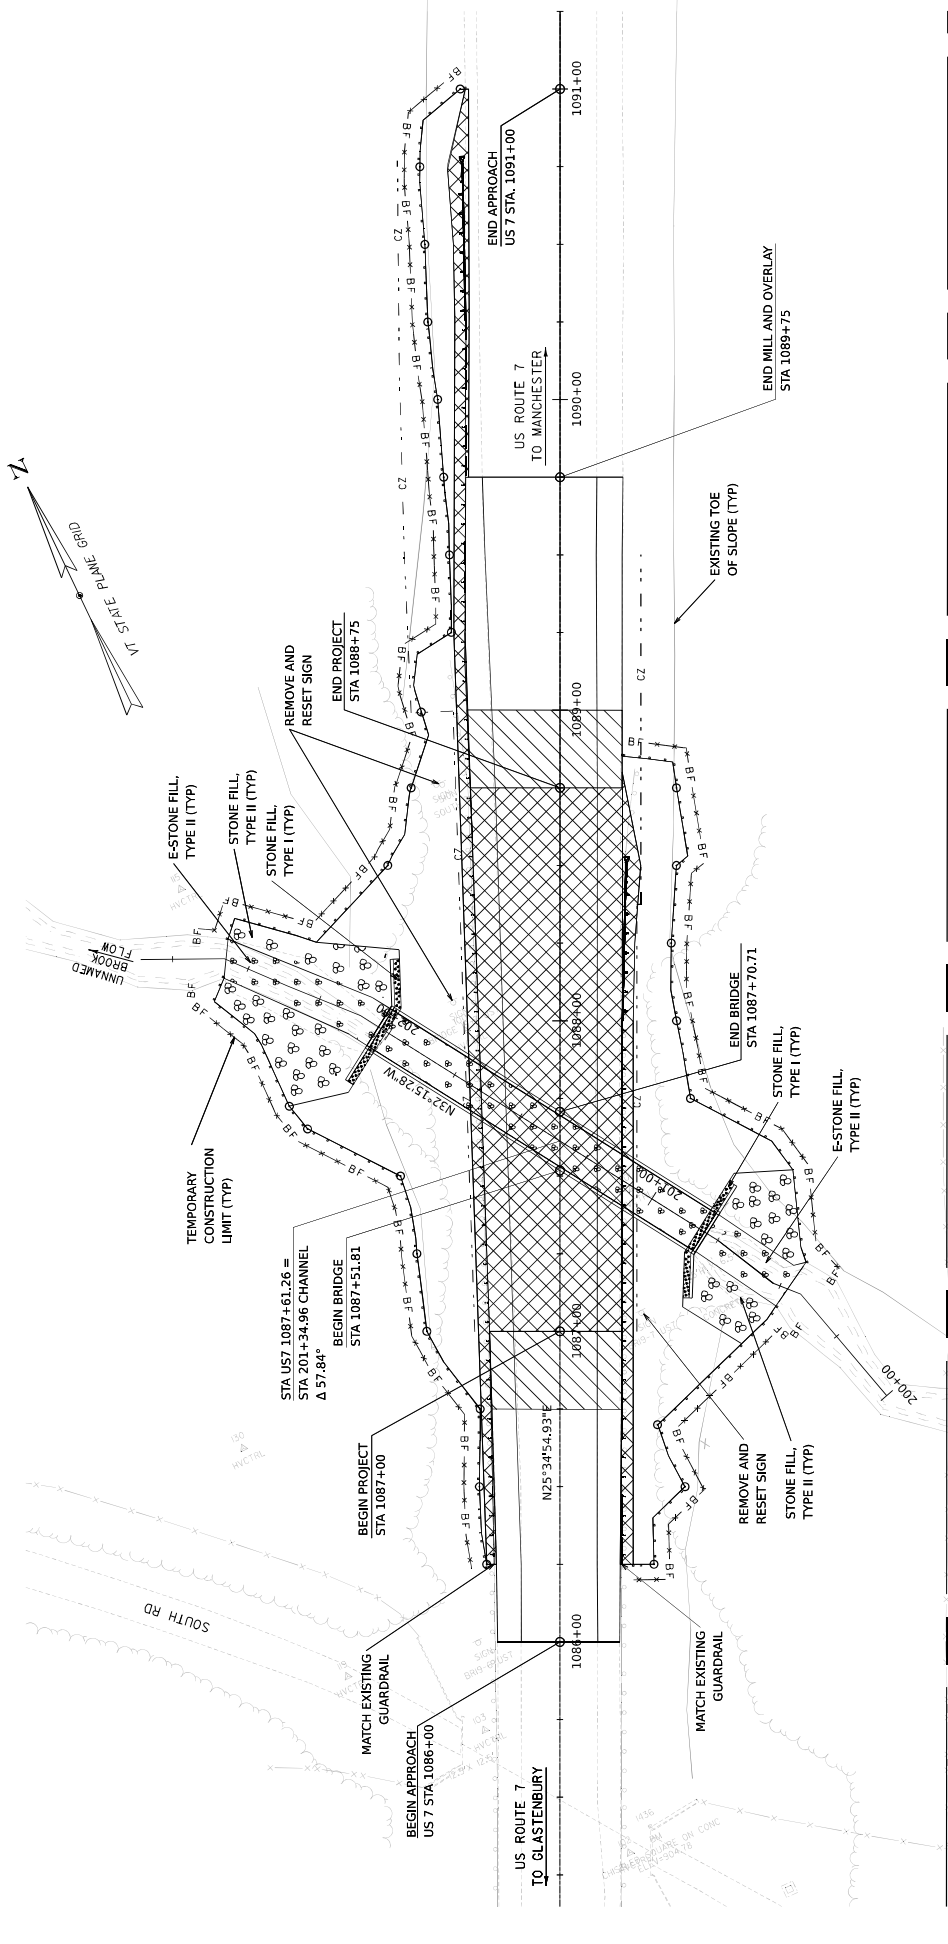 N
VT STATE PLANE GRID
BF
CZ
1091+00
END APPROACH
US 7 STA. 1091+00
END MILL AND OVERLAY
STA 1089+75
US ROUTE 7
TO MANCHESTER
1090+00
EXISTING TOE
OF SLOPE (TYP)
END PROJECT
STA 1088+75
REMOVE AND
RESET SIGN
1089+00
E-STONE FILL,
TYPE II (TYP)
STONE FILL,
TYPE II (TYP)
STONE FILL,
TYPE I (TYP)
UNNAMED
BROOK
FLOW
1088+00
N32°15'28"W
END BRIDGE
STA 1087+70.71
STONE FILL,
TYPE I (TYP)
E-STONE FILL,
TYPE II (TYP)
TEMPORARY
CONSTRUCTION
LIMIT (TYP)
201+00
STA US7 1087+61.26 =
STA 201+34.96 CHANNEL
Δ 57.84°
BEGIN BRIDGE
STA 1087+51.81
1087+00
200+00
N25°34'54.93"E
BEGIN PROJECT
STA 1087+00
REMOVE AND
RESET SIGN
STONE FILL,
TYPE II (TYP)
130
HVCTRL
SOUTH RD
1086+00
MATCH EXISTING
GUARDRAIL
MATCH EXISTING
GUARDRAIL
BEGIN APPROACH
US 7 STA 1086+00
US ROUTE 7
TO GLASTENBURY
1436